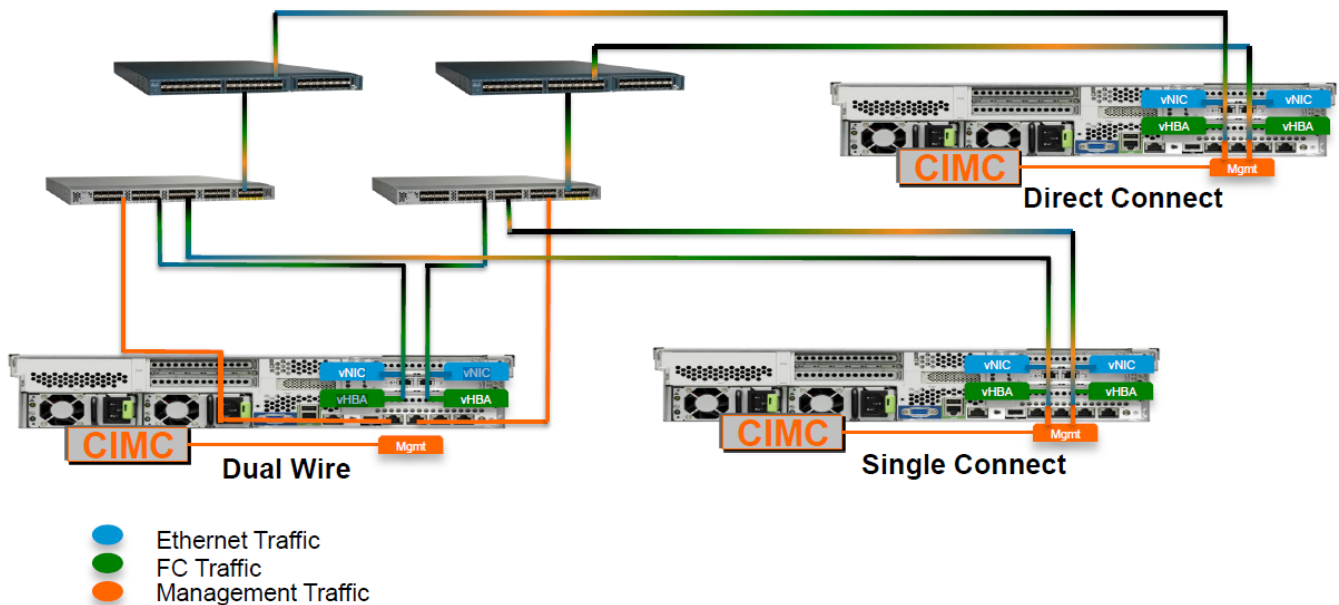 vNIC
vNIC
vHBA
vHBA
CIMC
Mgmt
Direct Connect
vNIC
vNIC
vHBA
vHBA
CIMC
Mgmt
Dual Wire
vNIC
vNIC
vHBA
vHBA
CIMC
Mgmt
Single Connect
Ethernet Traffic
FC Traffic
Management Traffic